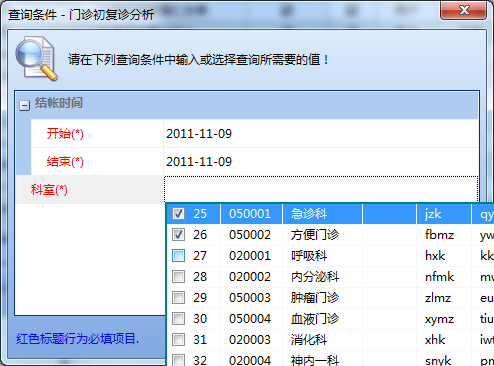 查询条件 - 门诊初复诊分析
请在下列查询条件中输入或选择查询所需要的值！
结帐时间
开始(*) 2011-11-09
结束(*) 2011-11-09
科室(*)
25 050001 急诊科 jzk qy
26 050002 方便门诊 fbmz yw
27 020001 呼吸科 hxk kk
28 020002 内分泌科 nfmk mw
29 050003 肿瘤门诊 zlmz eu
30 050004 血液门诊 xymz tiu
31 020003 消化科 xhk iwt
32 020004 神内一科 snyk
红色标题行为必填项目.